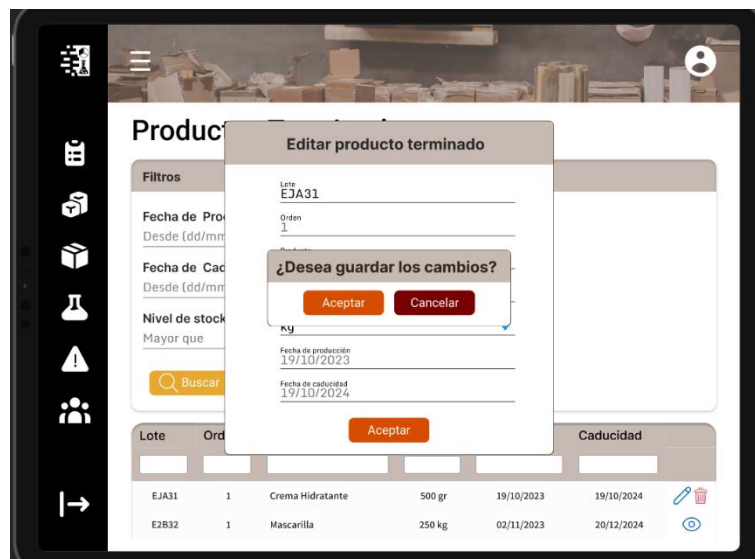 Produc
Editar producto terminado
Filtros
Lote
EJA31
Fecha de Pro
Orden
1
Desde (dd/mm
Fecha de Cad
¿Desea guardar los cambios?
Desde (dd/mm
Aceptar Cancelar
Nivel de stock
Kg
Mayor que
Fecha de producción
19/10/2023
Buscar
Fecha de caducidad
19/10/2024
Aceptar
Lote Ord Caducidad
EJA31 1 Crema Hidratante 500 gr 19/10/2023 19/10/2024
E2B32 1 Mascarilla 250 kg 02/11/2023 20/12/2024